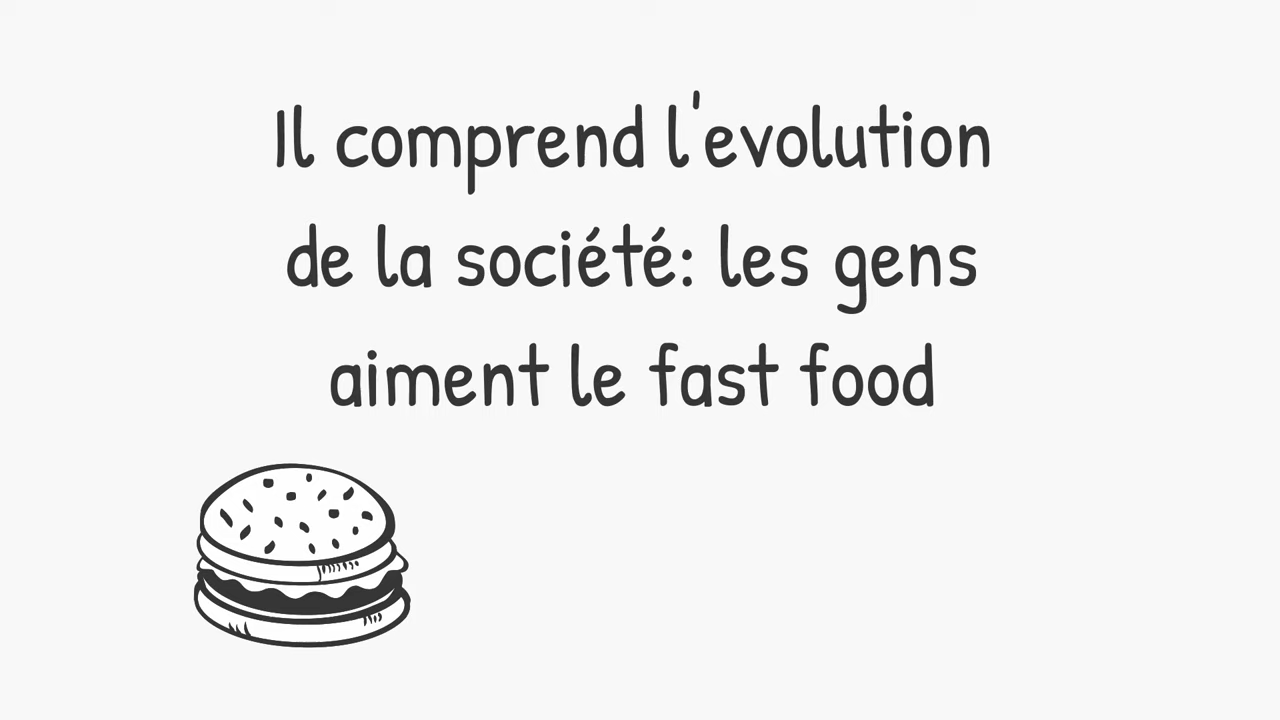 Il comprend l'evolution
de la société: les gens
aiment le fast food